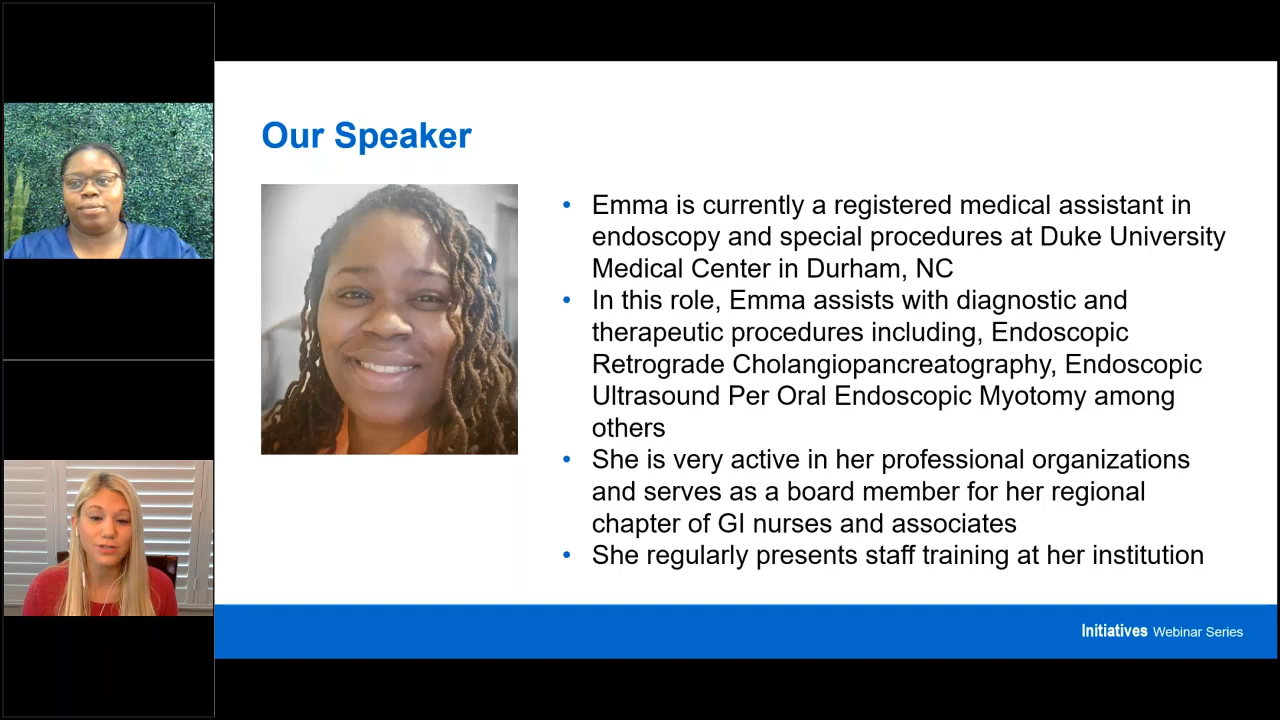 Our Speaker
• Emma is currently a registered medical assistant in
endoscopy and special procedures at Duke University
Medical Center in Durham, NC
• In this role, Emma assists with diagnostic and
therapeutic procedures including, Endoscopic
Retrograde Cholangiopancreatography, Endoscopic
Ultrasound Per Oral Endoscopic Myotomy among
others
• She is very active in her professional organizations
and serves as a board member for her regional
chapter of GI nurses and associates
• She regularly presents staff training at her institution
Initiatives Webinar Series